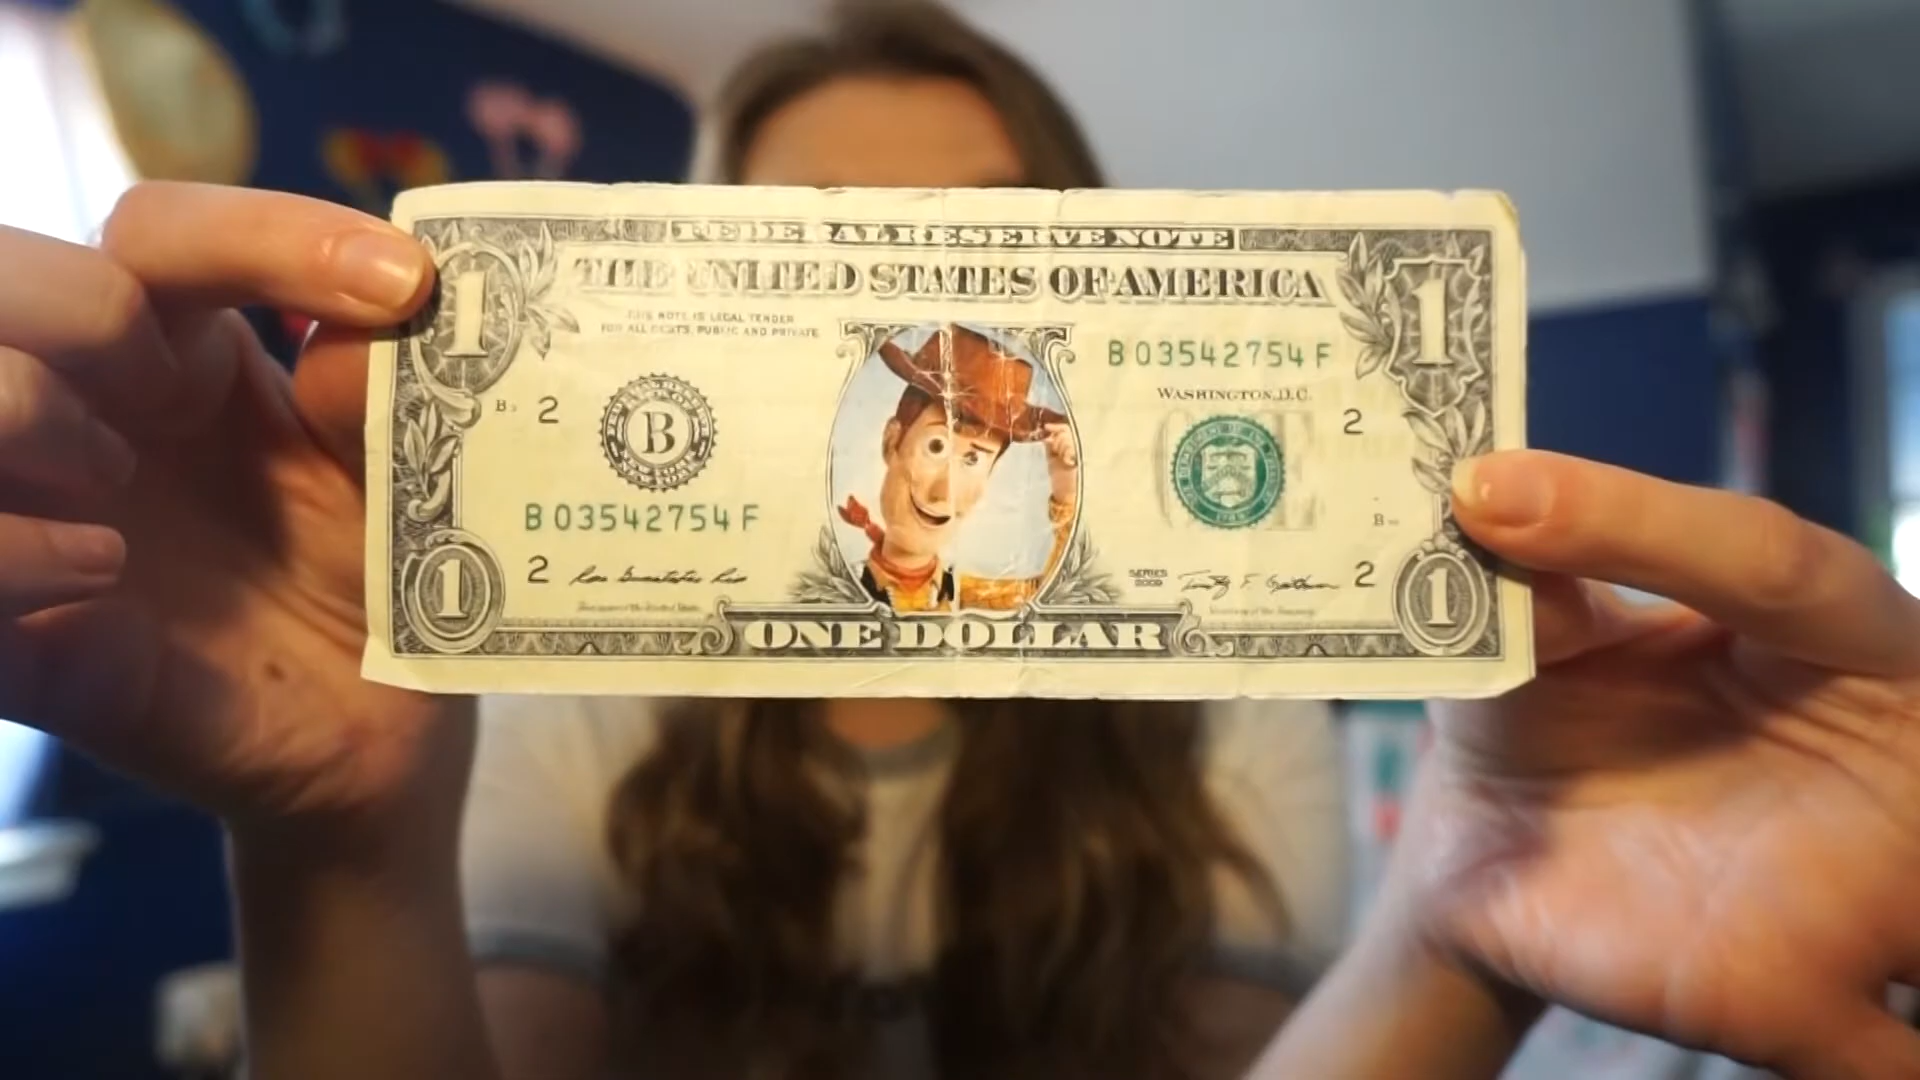 FEDERAL RESERVE NOTE
THE UNITED STATES OF AMERICA
THIS NOTE IS LEGAL TENDER
FOR ALL DEBTS, PUBLIC AND PRIVATE
B 03542754 F
WASHINGTON, D.C.
1
1
2
2
B
B 03542754 F
2
SERIES
2009
2
1
1
ONE DOLLAR